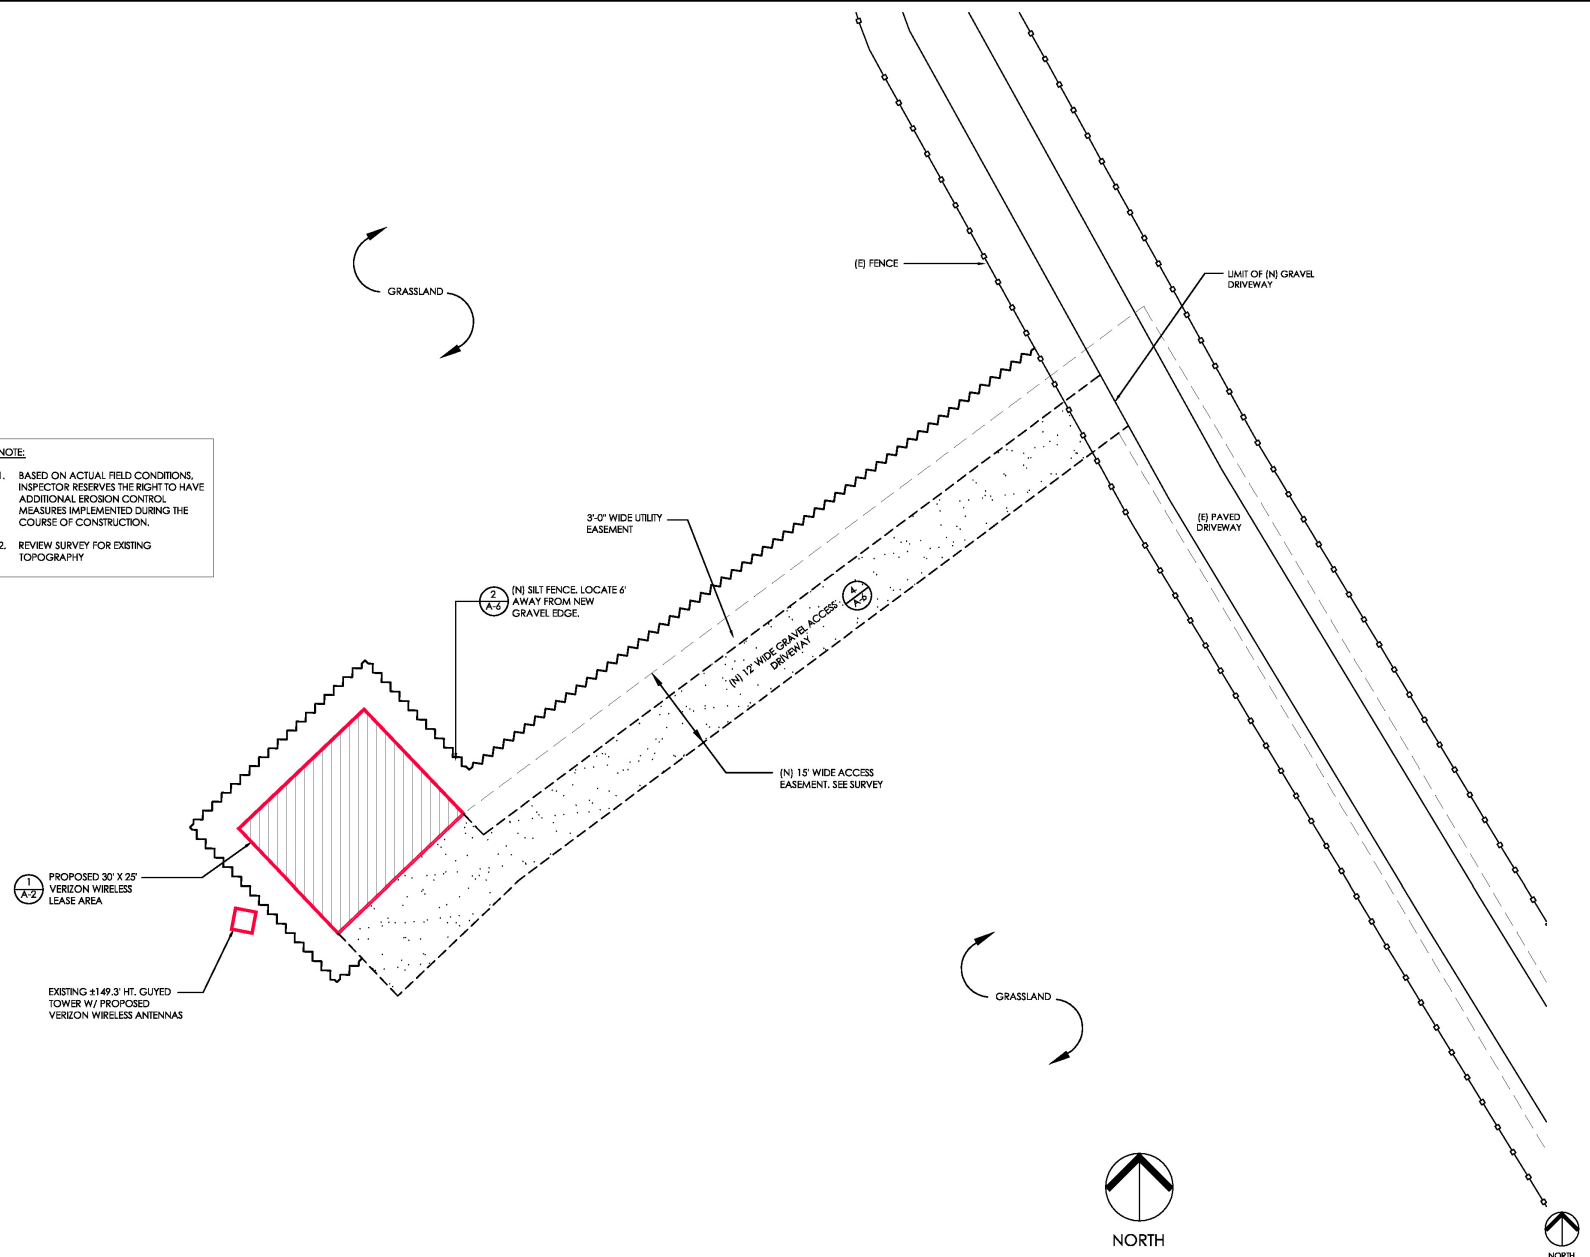 (E) FENCE
LIMIT OF (N) GRAVEL
DRIVEWAY
GRASSLAND
NOTE:
1. BASED ON ACTUAL FIELD CONDITIONS,
INSPECTOR RESERVES THE RIGHT TO HAVE
ADDITIONAL EROSION CONTROL
MEASURES IMPLEMENTED DURING THE
COURSE OF CONSTRUCTION.
2. REVIEW SURVEY FOR EXISTING
TOPOGRAPHY
3'-0" WIDE UTILITY
EASEMENT
(E) PAVED
DRIVEWAY
2
A-6
(N) SILT FENCE. LOCATE 6'
AWAY FROM NEW
GRAVEL EDGE.
(N) 12' WIDE GRAVEL ACCESS
DRIVEWAY
4
A-6
(N) 15' WIDE ACCESS
EASEMENT. SEE SURVEY
1
A-2
PROPOSED 30' X 25'
VERIZON WIRELESS
LEASE AREA
EXISTING ±149.3' HT. GUYED
TOWER W/ PROPOSED
VERIZON WIRELESS ANTENNAS
GRASSLAND
NORTH
NORTH